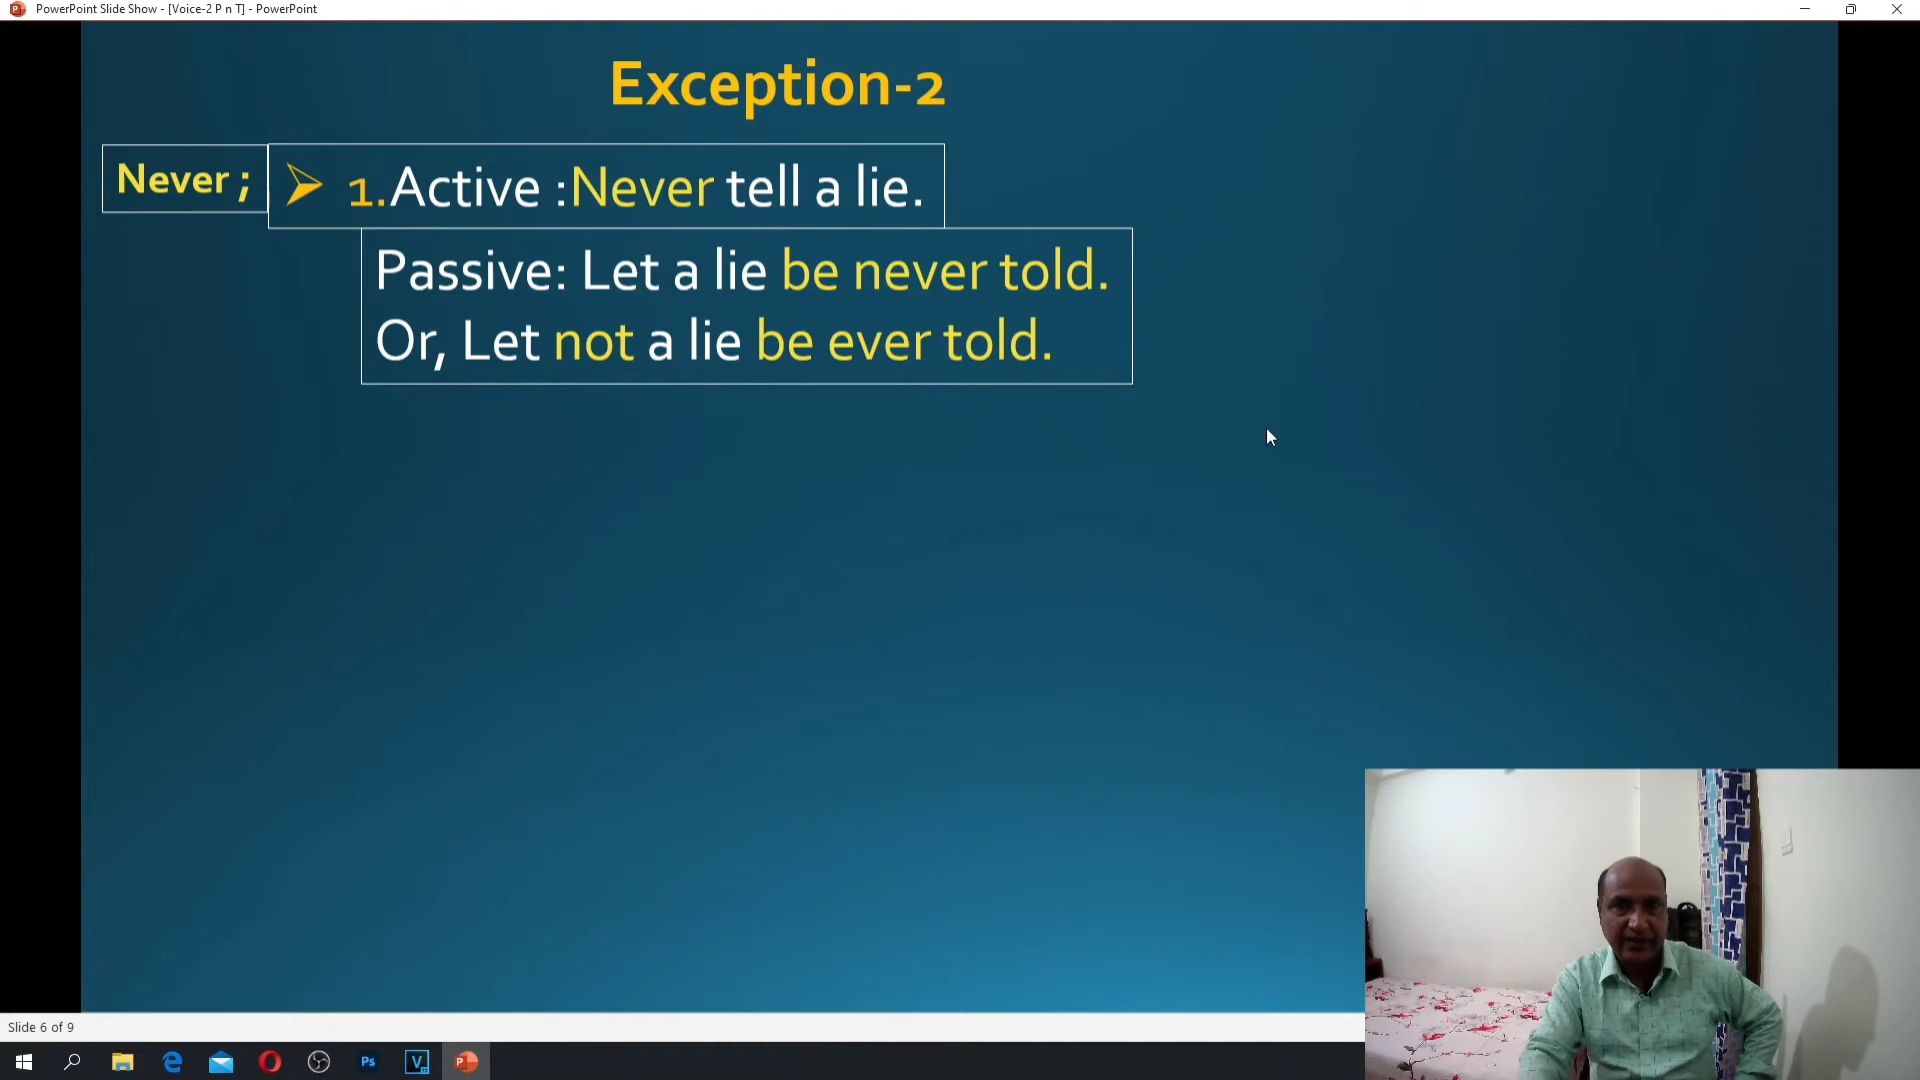 PowerPoint Slide Show - [Voice-2 P n T] - PowerPoint
Exception-2
Never ;
1.Active :Never tell a lie.
Passive: Let a lie be never told.
Or, Let not a lie be ever told.
Slide 6 of 9